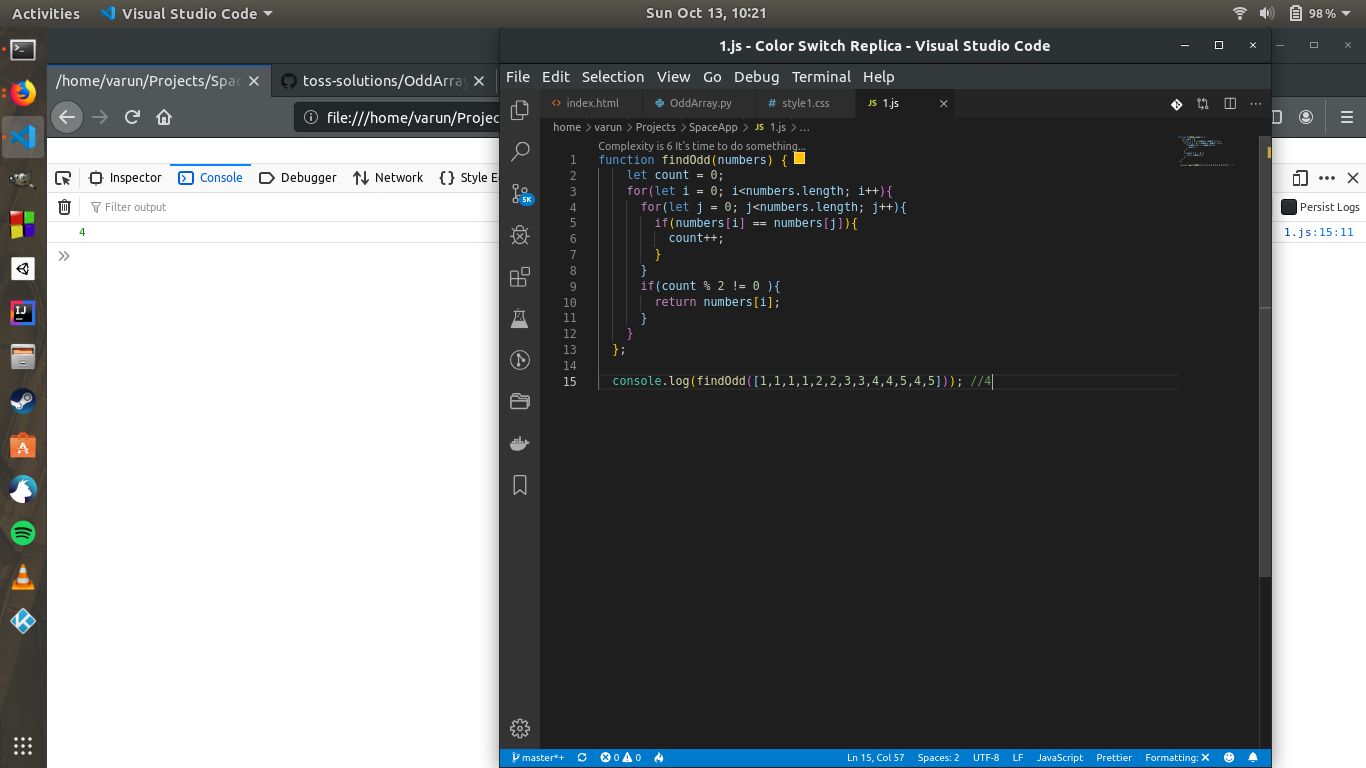 Activities Visual Studio Code Sun Oct 13, 10:21 98%
1.js - Color Switch Replica - Visual Studio Code
/home/varun/Projects/Spac toss-solutions/OddArray
File Edit Selection View Go Debug Terminal Help
index.html OddArray.py style1.css JS 1.js
file:///home/varun/Projec
home varun Projects SpaceApp JS 1.js ...
Complexity is 6 It's time to do something...
1 function findOdd(numbers) {
2 let count = 0;
3 for(let i = 0; i<numbers.length; i++){
4 for(let j = 0; j<numbers.length; j++){
5 if(numbers[i] == numbers[j]){
6 count++;
7 }
8 }
9 if(count % 2 != 0 ){
10 return numbers[i];
11 }
12 }
13 };
14
15 console.log(findOdd([1,1,1,1,2,2,3,3,4,4,5,4,5])); //4
5K
Inspector Console Debugger Network Style E
Filter output Persist Logs
4 1.js:15:11
master*+ 0 0 Ln 15, Col 57 Spaces: 2 UTF-8 LF JavaScript Prettier Formatting: ✕